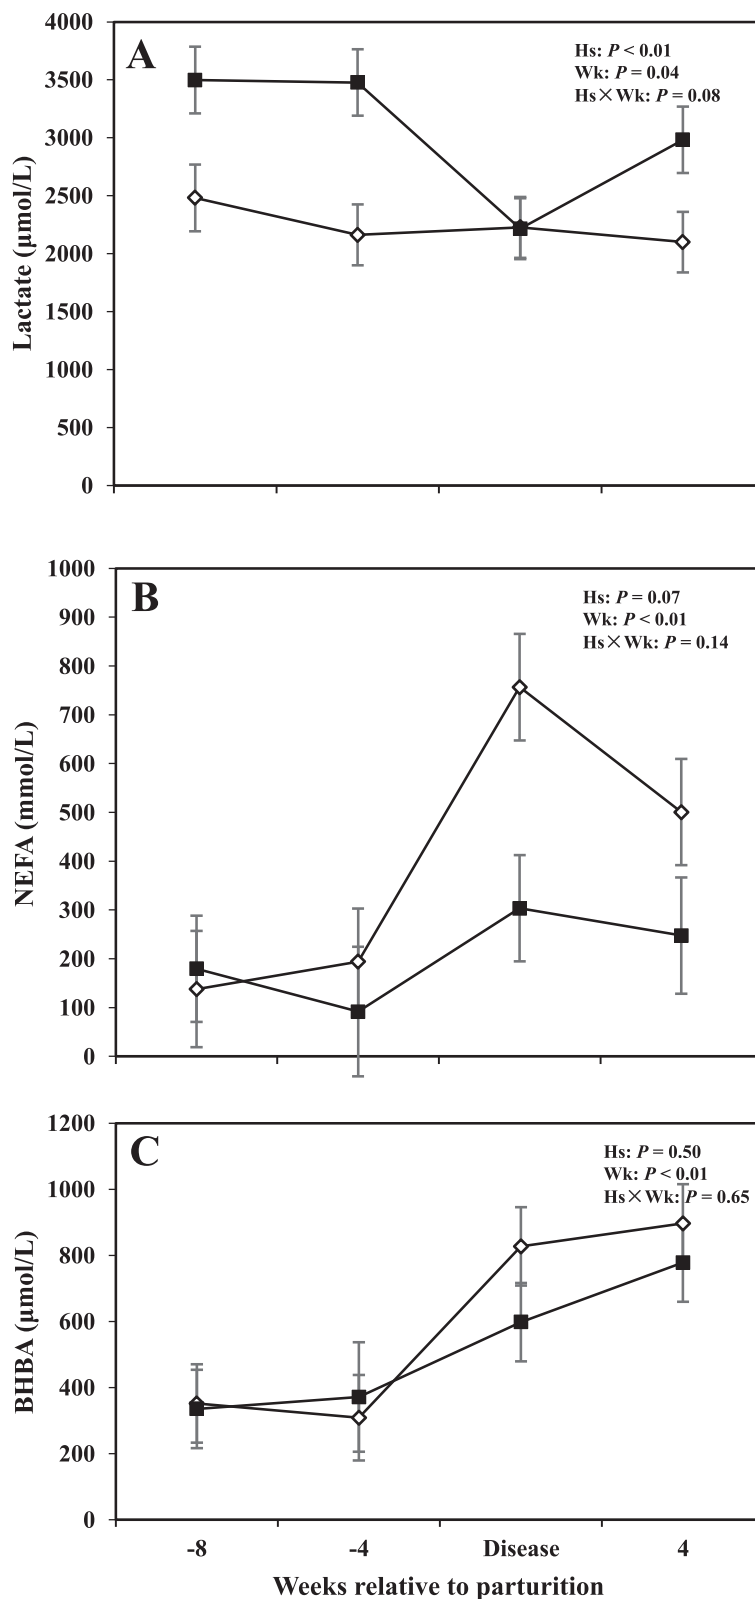 A
Hs: P < 0.01
Wk: P = 0.04
Hs×Wk: P = 0.08
4000
3500
3000
2500
2000
1500
1000
500
0
Lactate (µmol/L)
B
Hs: P = 0.07
Wk: P < 0.01
Hs×Wk: P = 0.14
1000
900
800
700
600
500
400
300
200
100
0
NEFA (mmol/L)
C
Hs: P = 0.50
Wk: P < 0.01
Hs×Wk: P = 0.65
1200
1000
800
600
400
200
0
BHBA (µmol/L)
-8 -4 Disease 4
Weeks relative to parturition